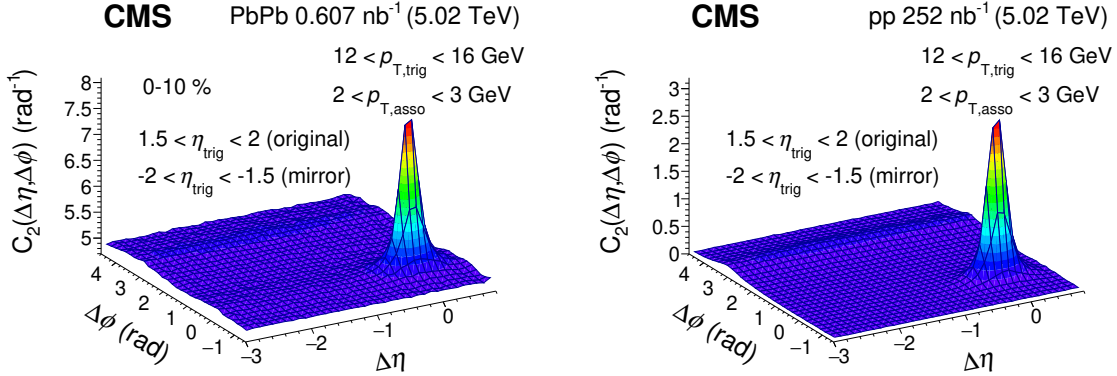 CMS PbPb 0.607 nb⁻¹ (5.02 TeV)
12 < p_T,trig < 16 GeV
0-10 %
2 < p_T,asso < 3 GeV
1.5 < η_trig < 2 (original)
-2 < η_trig < -1.5 (mirror)
C₂(Δη,Δφ) (rad⁻¹)
8
7.5
7
6.5
6
5.5
5
4
3
2
1
0
−1
Δφ (rad)
−3
−2
−1
0
Δη
CMS pp 252 nb⁻¹ (5.02 TeV)
12 < p_T,trig < 16 GeV
2 < p_T,asso < 3 GeV
1.5 < η_trig < 2 (original)
-2 < η_trig < -1.5 (mirror)
C₂(Δη,Δφ) (rad⁻¹)
3
2.5
2
1.5
1
0.5
0
4
3
2
1
0
−1
Δφ (rad)
−3
−2
−1
0
Δη